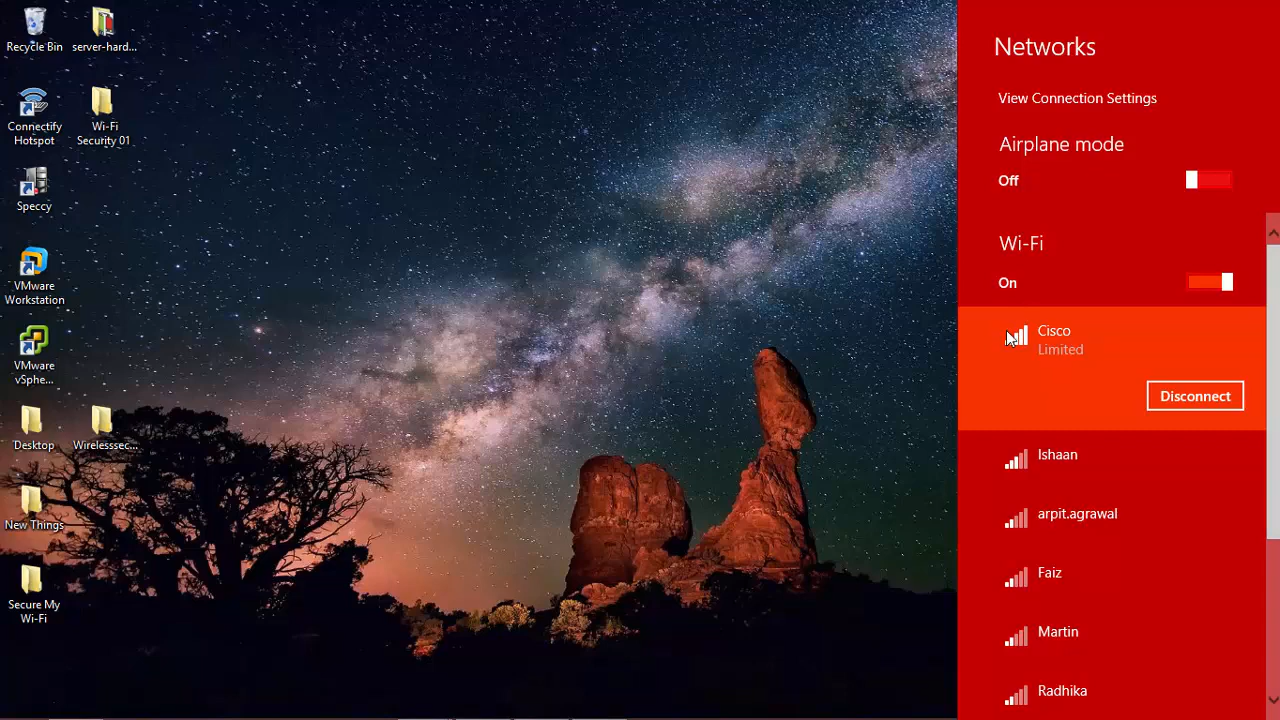 Recycle Bin
server-hard...
Connectify
Hotspot
Wi-Fi
Security 01
Speccy
VMware
Workstation
VMware
vSphe...
Desktop
Wirelesssec...
New Things
Secure My
Wi-Fi
Networks
View Connection Settings
Airplane mode
Off
Wi-Fi
On
Cisco
Limited
Disconnect
Ishaan
arpit.agrawal
Faiz
Martin
Radhika